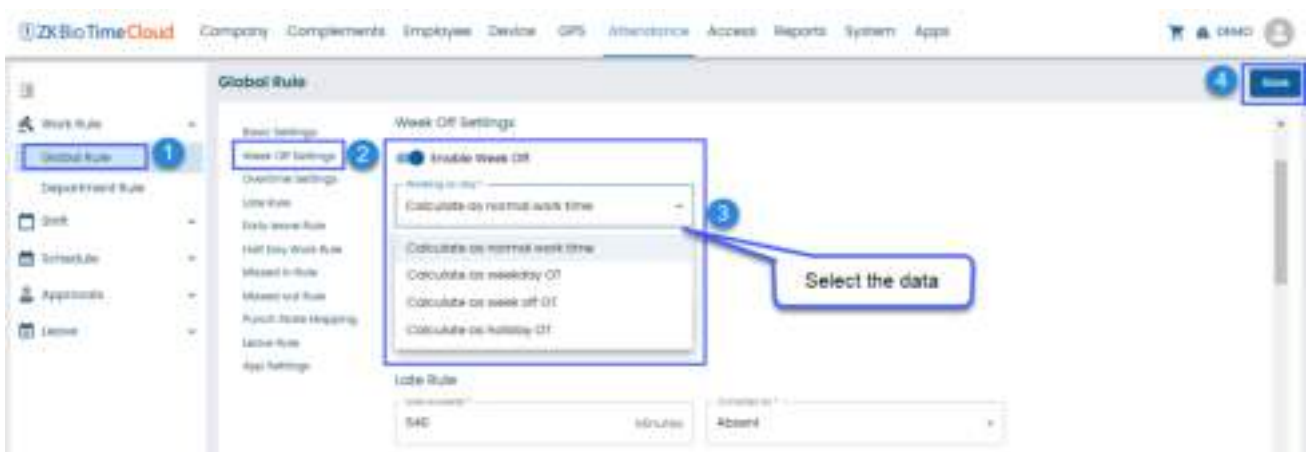 ZKBioTimeCloud Company Complements Employee Device GPS Attendance Access Reports System Apps DEMO
Global Rule 4 Save
Work Rule
Global Rule 1
Department Rule
Shift
Schedule
Approvals
Leave
Basic Settings
Week Off Settings 2
Overtime Settings
Late Rule
Early leave Rule
Half Day Work Rule
Missed In Rule
Missed out Rule
Punch State Mapping
Leave Rule
App Settings
Week Off Settings
Enable Week Off
Calculate as normal work time
3
Calculate as normal work time
Calculate as weekday OT
Calculate as week off OT
Calculate as holiday OT
Select the data
Late Rule
540 Minutes
Absent